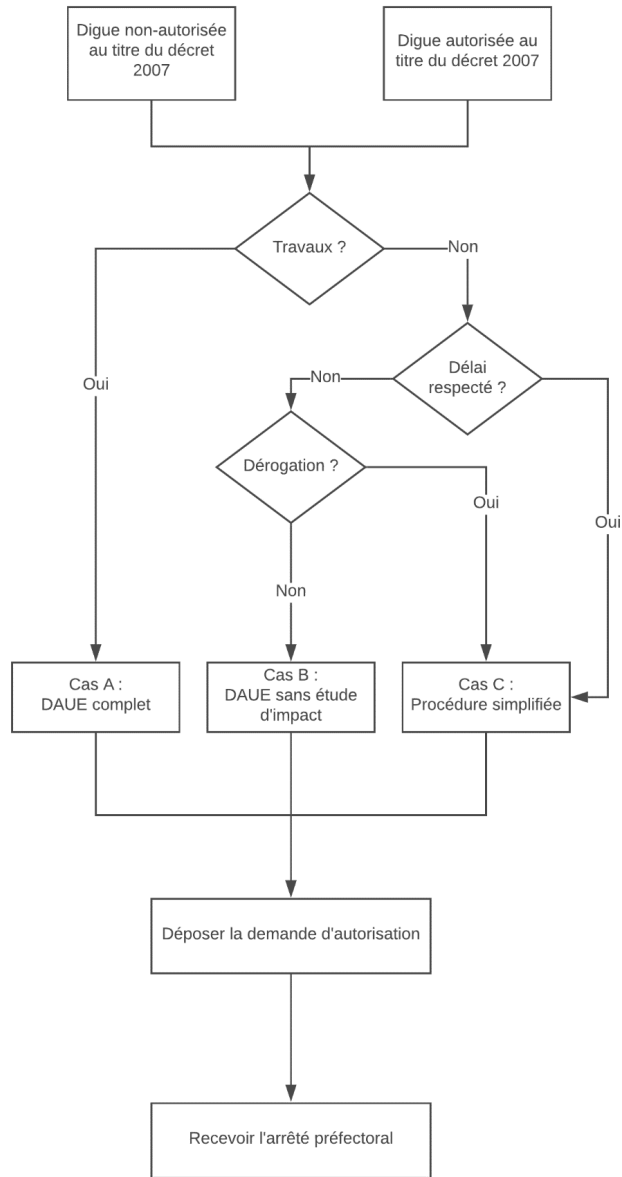 Digue non-autorisée
au titre du décret
2007
Digue autorisée au
titre du décret 2007
Travaux ?
Non
Oui
Délai
respecté ?
Non
Dérogation ?
Oui
Oui
Non
Cas A :
DAUE complet
Cas B :
DAUE sans étude
d'impact
Cas C :
Procédure simplifiée
Déposer la demande d'autorisation
Recevoir l'arrêté préfectoral